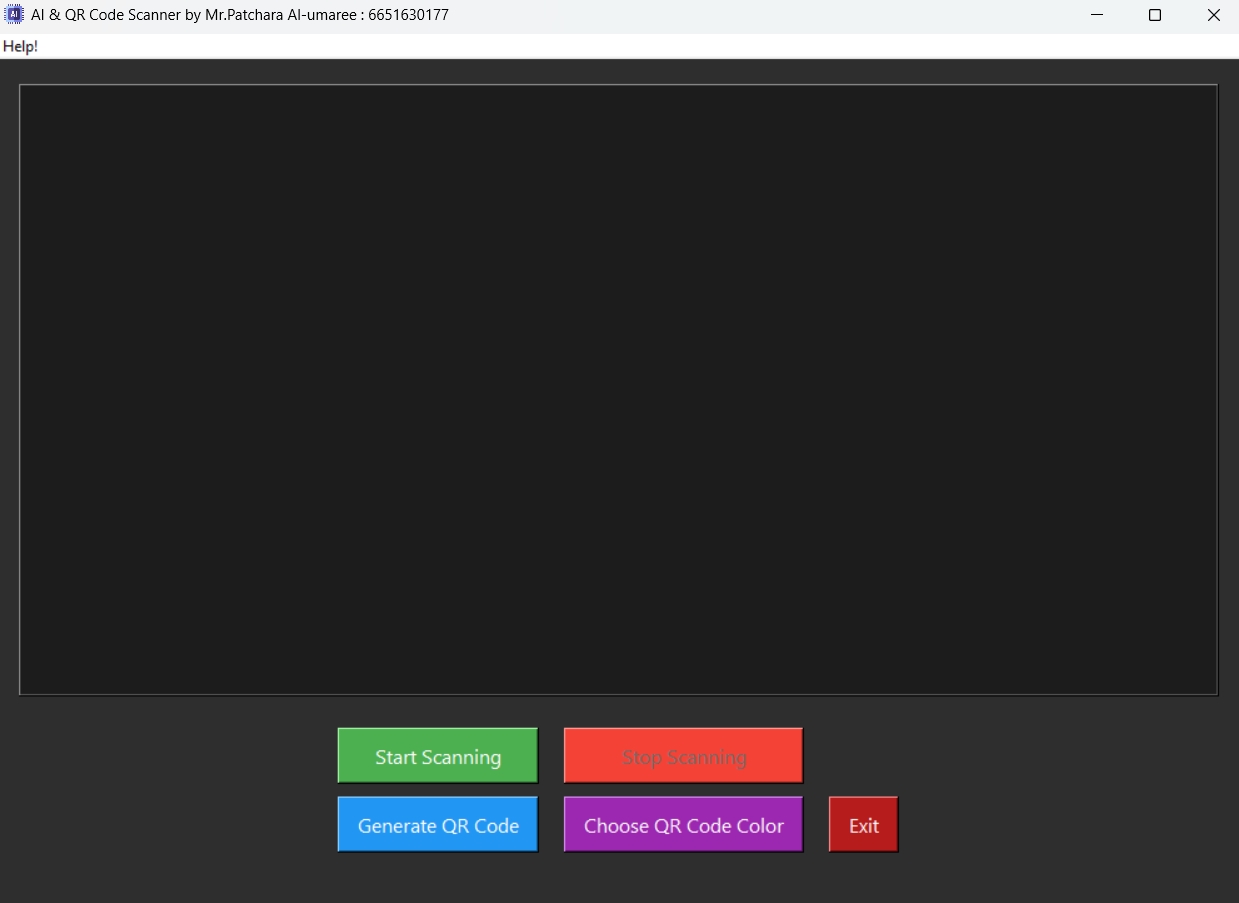 AI
AI & QR Code Scanner by Mr.Patchara Al-umaree : 6651630177
Help!
Start Scanning
Stop Scanning
Generate QR Code
Choose QR Code Color
Exit